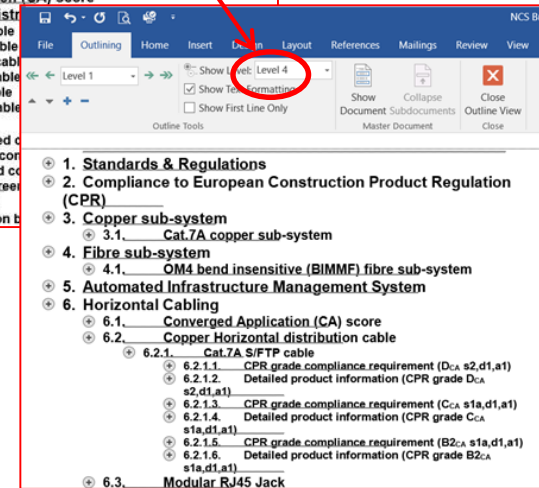 (CA) score
NCS B
File Outlining Home Insert Design Layout References Mailings Review View
Level 1
Show Level: Level 4
Show Text Formatting
Show First Line Only
Outline Tools
Show Document
Collapse Subdocuments
Master Document
Close Outline View
Close
1. Standards & Regulations
2. Compliance to European Construction Product Regulation
(CPR)
3. Copper sub-system
3.1. Cat.7A copper sub-system
4. Fibre sub-system
4.1. OM4 bend insensitive (BIMMF) fibre sub-system
5. Automated Infrastructure Management System
6. Horizontal Cabling
6.1. Converged Application (CA) score
6.2. Copper Horizontal distribution cable
6.2.1. Cat.7A S/FTP cable
6.2.1.1. CPR grade compliance requirement (DCA s2,d1,a1)
6.2.1.2. Detailed product information (CPR grade DCA
s2,d1,a1)
6.2.1.3. CPR grade compliance requirement (CCA s1a,d1,a1)
6.2.1.4. Detailed product information (CPR grade CCA
s1a,d1,a1)
6.2.1.5. CPR grade compliance requirement (B2CA s1a,d1,a1)
6.2.1.6. Detailed product information (CPR grade B2CA
s1a,d1,a1)
6.3. Modular RJ45 Jack